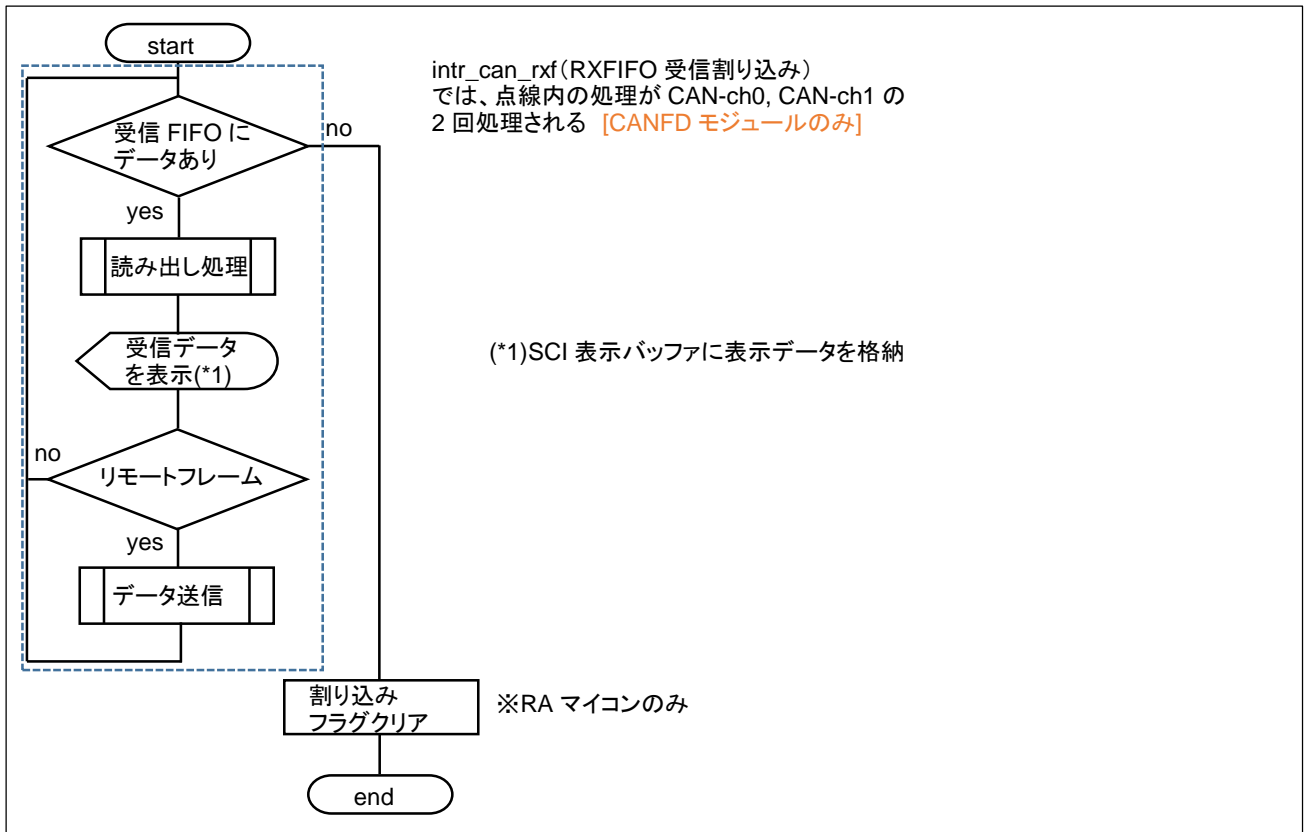 start
intr_can_rxf（RXFIFO 受信割り込み）
では、点線内の処理が CAN-ch0, CAN-ch1 の
2 回処理される [CANFD モジュールのみ]
受信 FIFO に
データあり
no
yes
読み出し処理
受信データ
を表示(*1)
(*1)SCI 表示バッファに表示データを格納
no
リモートフレーム
yes
データ送信
割り込み
フラグクリア
※RA マイコンのみ
end